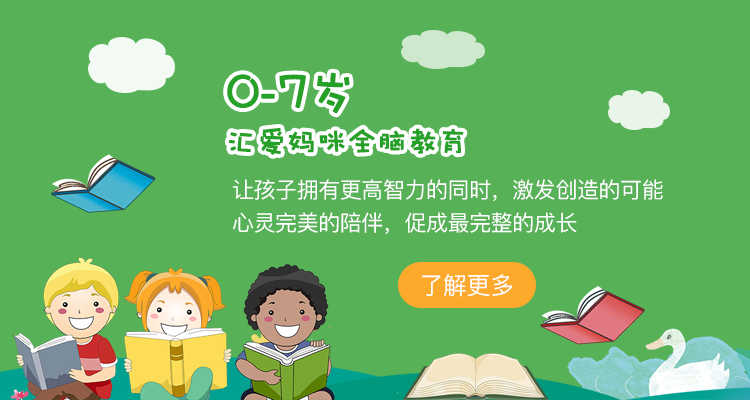 0-7岁
汇爱妈咪全脑教育
让孩子拥有更高智力的同时，激发创造的可能
心灵完美的陪伴，促成最完整的成长
了解更多